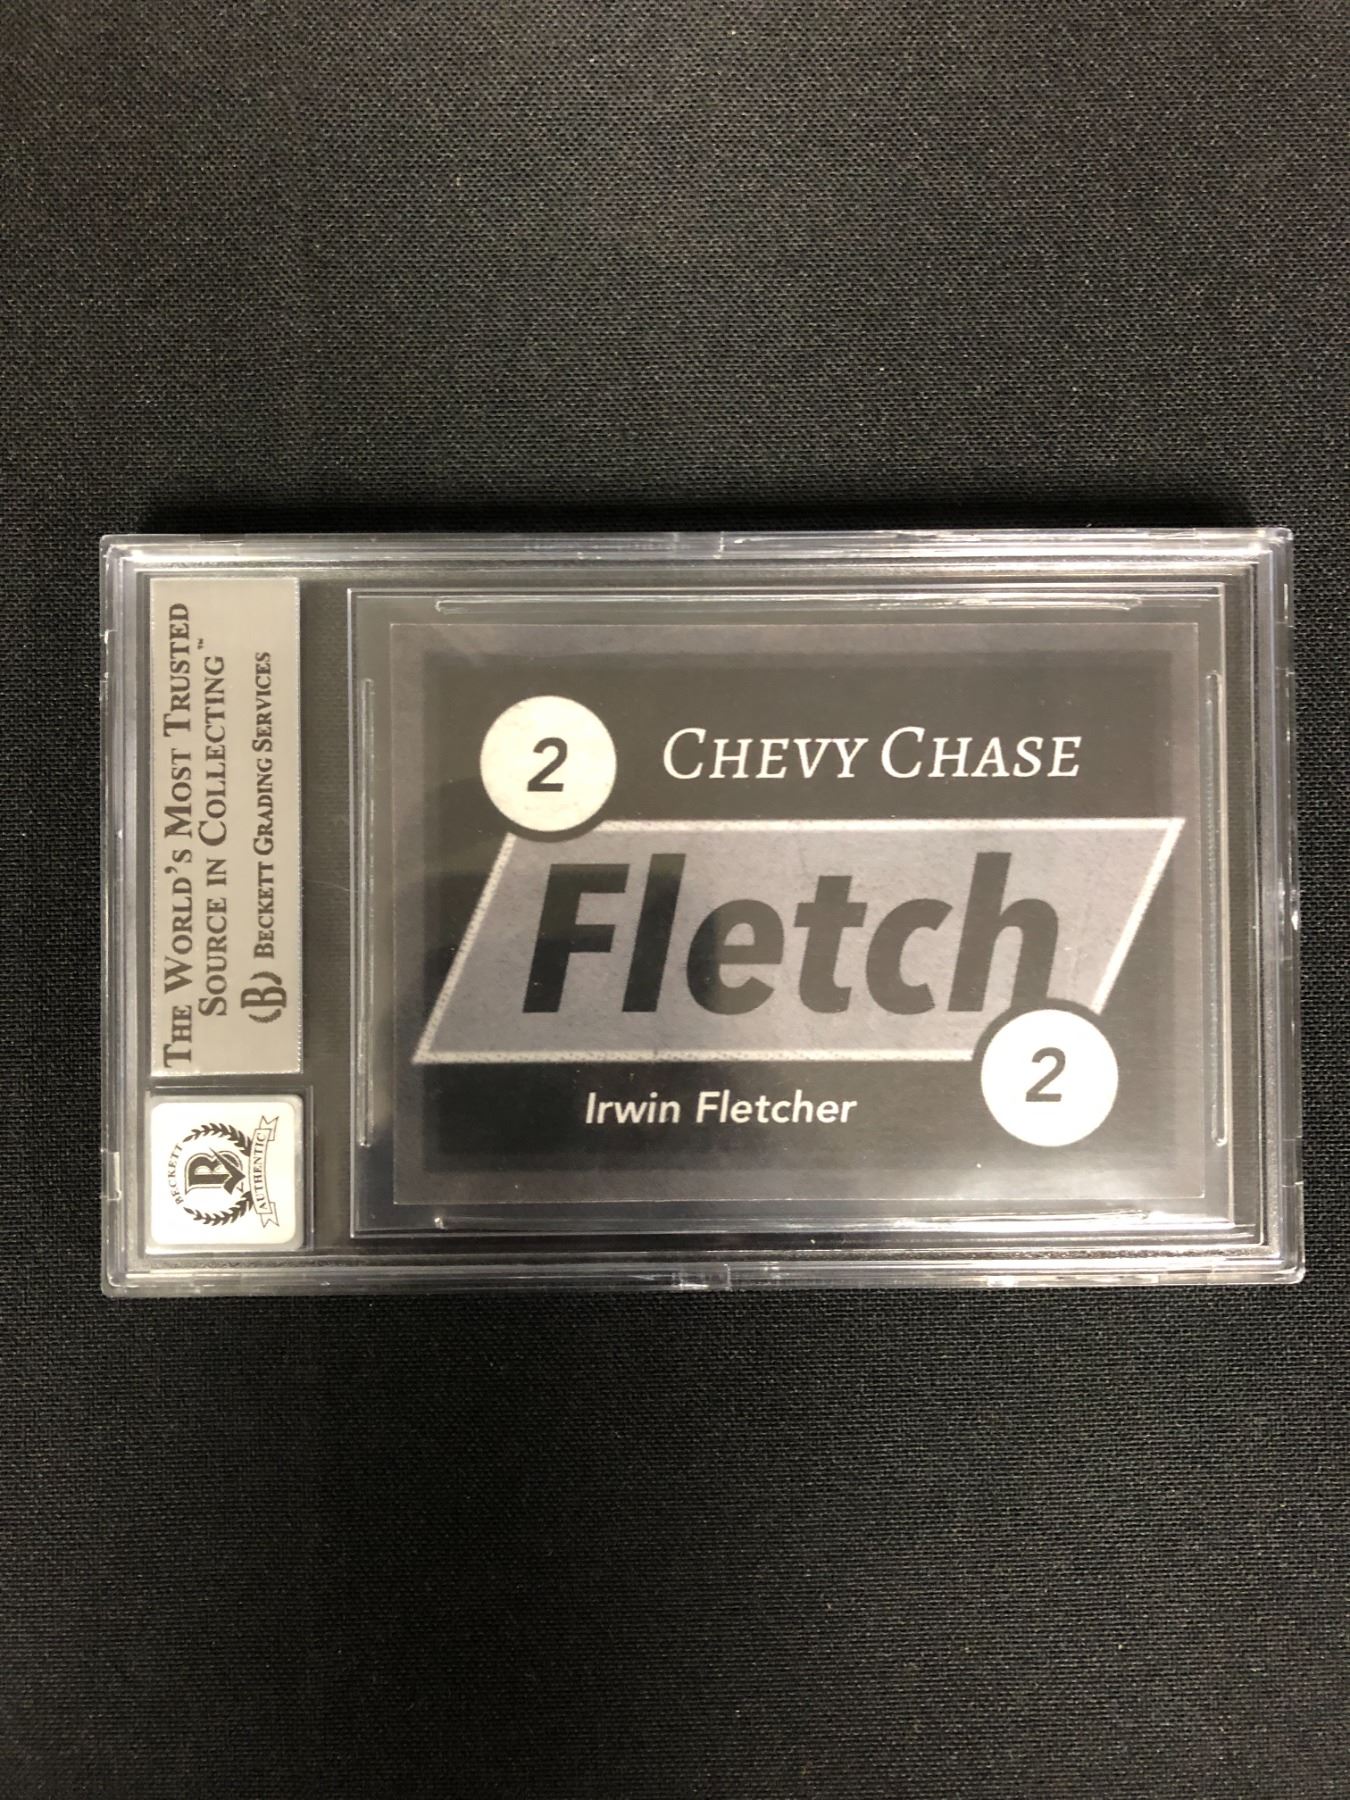 THE WORLD'S MOST TRUSTED
SOURCE IN COLLECTING™
B BECKETT GRADING SERVICES
BECKETT
B
AUTHENTIC
2
CHEVY CHASE
Fletch
2
Irwin Fletcher